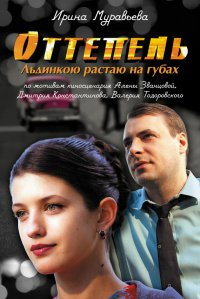 Ирина Муравьева
Оттепель
Льдинкою растаю на губах
по мотивам киносценария Алены Званцовой,
Дмитрия Константинова, Валерия Тодоровского